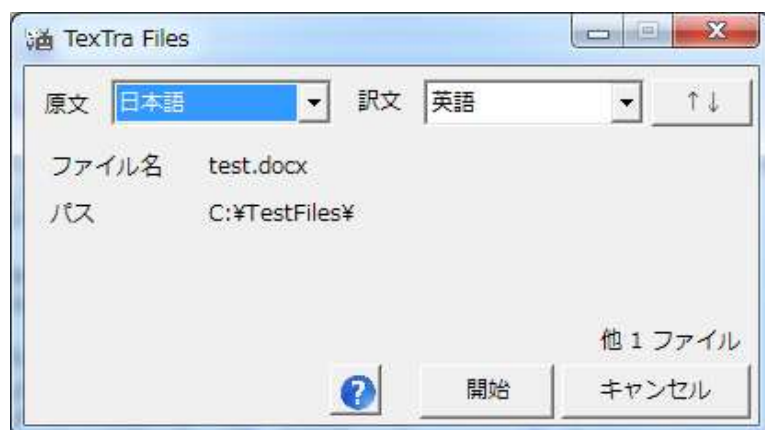 TexTra Files
原文 日本語 訳文 英語 ↑↓
ファイル名 test.docx
パス C:¥TestFiles¥
他 1 ファイル
? 開始 キャンセル